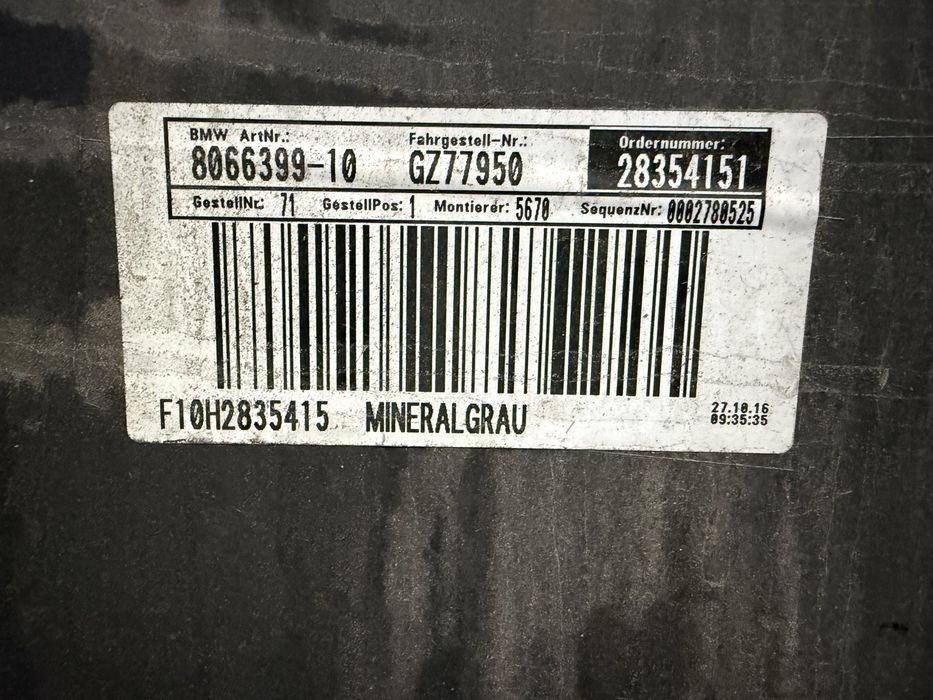 BMW ArtNr.: Fahrgestell-Nr.: Ordernummer:
8066399-10 GZ77950 28354151
GestellNr: 71 GestellPos: 1 Montierer: 5670 SequenzNr: 0002780525
F10H2835415 MINERALGRAU 27.10.16
09:35:35